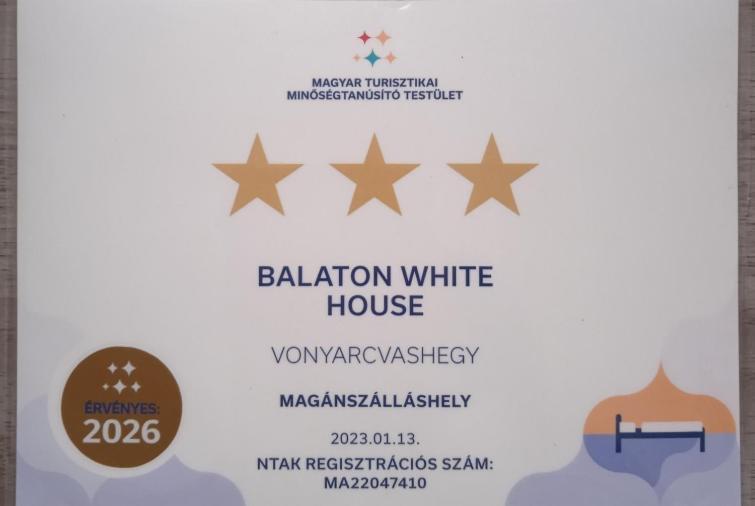 MAGYAR TURISZTIKAI
MINŐSÉGTANÚSÍTÓ TESTÜLET
BALATON WHITE
HOUSE
VONYARCVASHEGY
MAGÁNSZÁLLÁSHELY
2023.01.13.
NTAK REGISZTRÁCIÓS SZÁM:
MA22047410
ÉRVÉNYES:
2026